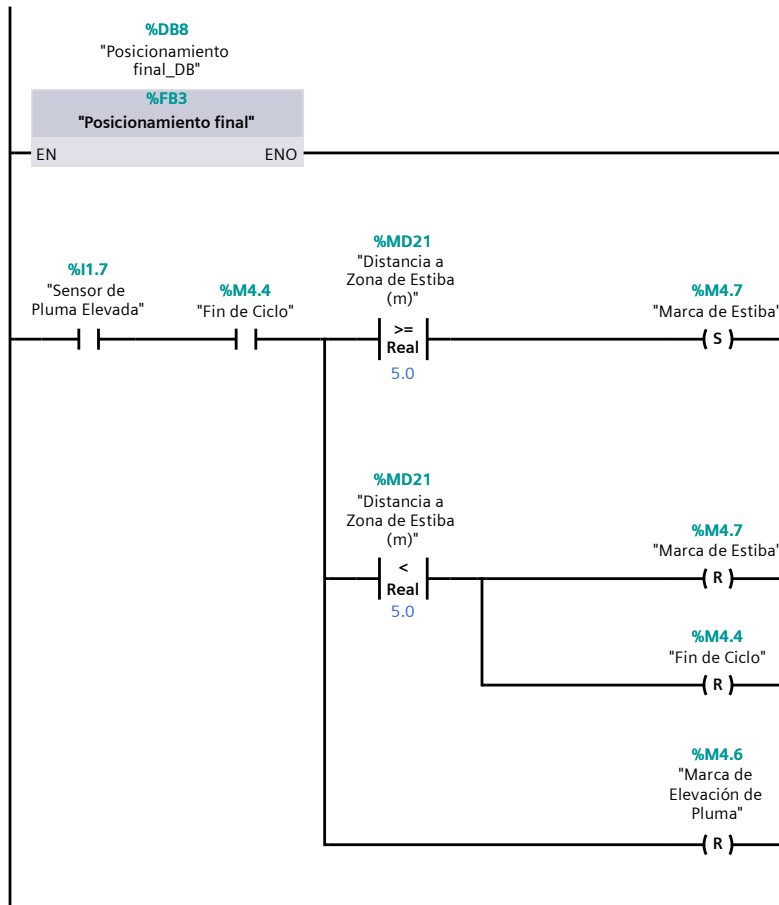 %DB8
"Posicionamiento
final_DB"
%FB3
"Posicionamiento final"
EN ENO
%I1.7
"Sensor de
Pluma Elevada"
%M4.4
"Fin de Ciclo"
%MD21
"Distancia a
Zona de Estiba
(m)"
>=
Real
5.0
%M4.7
"Marca de Estiba"
S
%MD21
"Distancia a
Zona de Estiba
(m)"
<
Real
5.0
%M4.7
"Marca de Estiba"
R
%M4.4
"Fin de Ciclo"
R
%M4.6
"Marca de
Elevación de
Pluma"
R